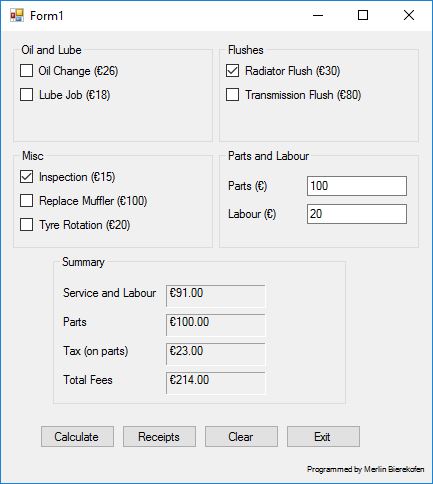 Form1
Oil and Lube
Oil Change (€26)
Lube Job (€18)
Flushes
Radiator Flush (€30)
Transmission Flush (€80)
Misc
Inspection (€15)
Replace Muffler (€100)
Tyre Rotation (€20)
Parts and Labour
Parts (€) 100
Labour (€) 20
Summary
Service and Labour €91.00
Parts €100.00
Tax (on parts) €23.00
Total Fees €214.00
Calculate Receipts Clear Exit
Programmed by Merlin Bierekofen